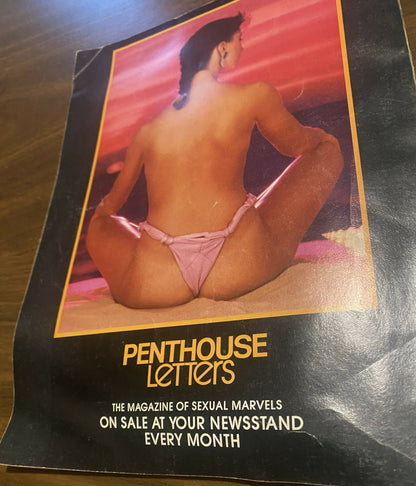 PENTHOUSE
LETTERS
THE MAGAZINE OF SEXUAL MARVELS
ON SALE AT YOUR NEWSSTAND
EVERY MONTH